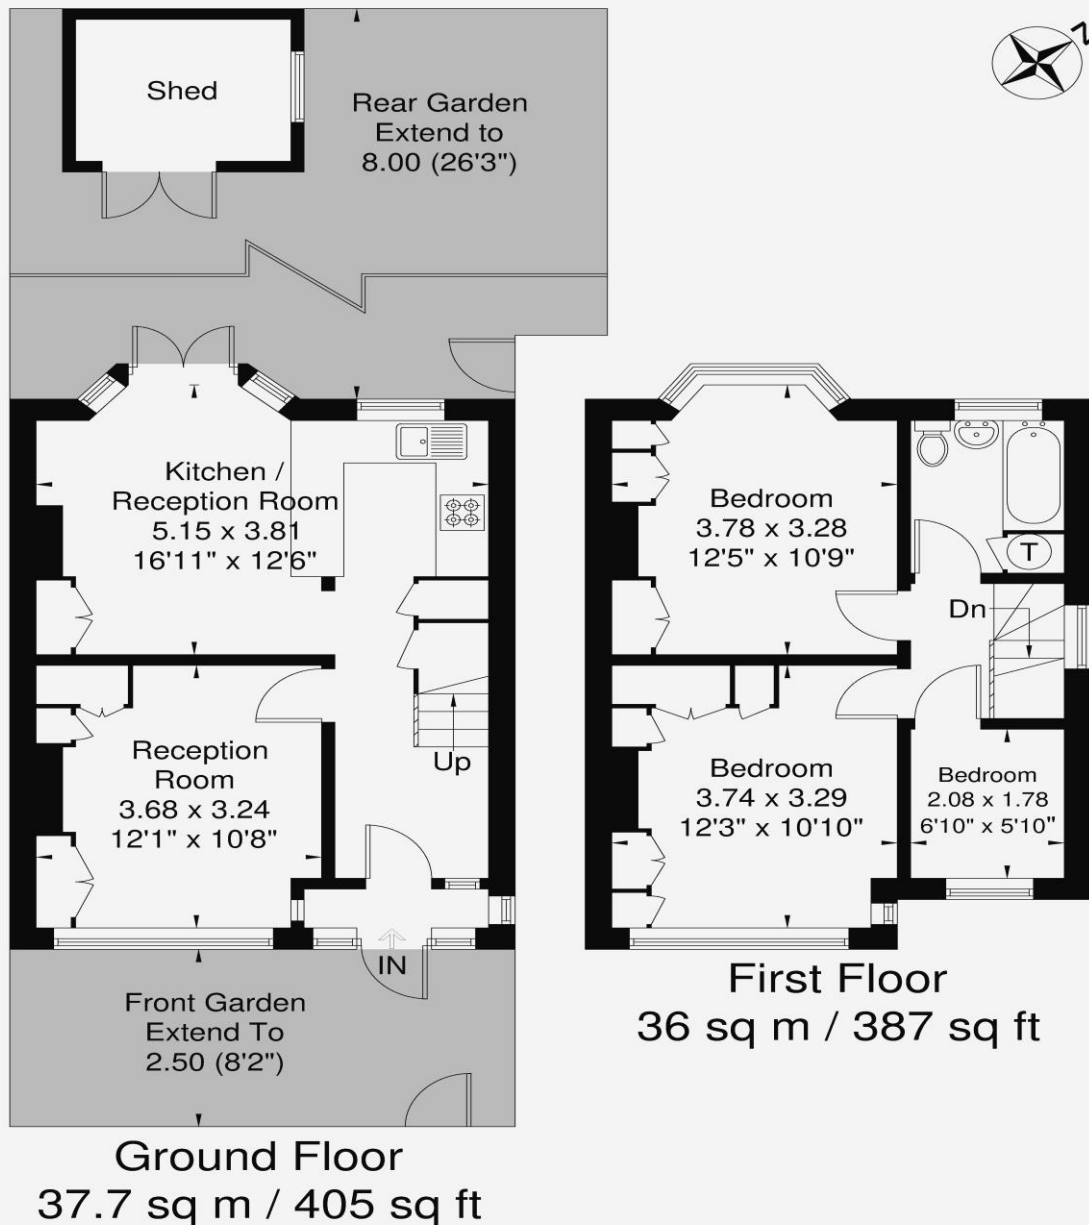 Shed
Rear Garden
Extend to
8.00 (26'3")
N
Kitchen /
Reception Room
5.15 x 3.81
16'11" x 12'6"
Reception
Room
3.68 x 3.24
12'1" x 10'8"
Up
IN
Front Garden
Extend To
2.50 (8'2")
Ground Floor
37.7 sq m / 405 sq ft
Bedroom
3.78 x 3.28
12'5" x 10'9"
T
Dn
Bedroom
3.74 x 3.29
12'3" x 10'10"
Bedroom
2.08 x 1.78
6'10" x 5'10"
First Floor
36 sq m / 387 sq ft